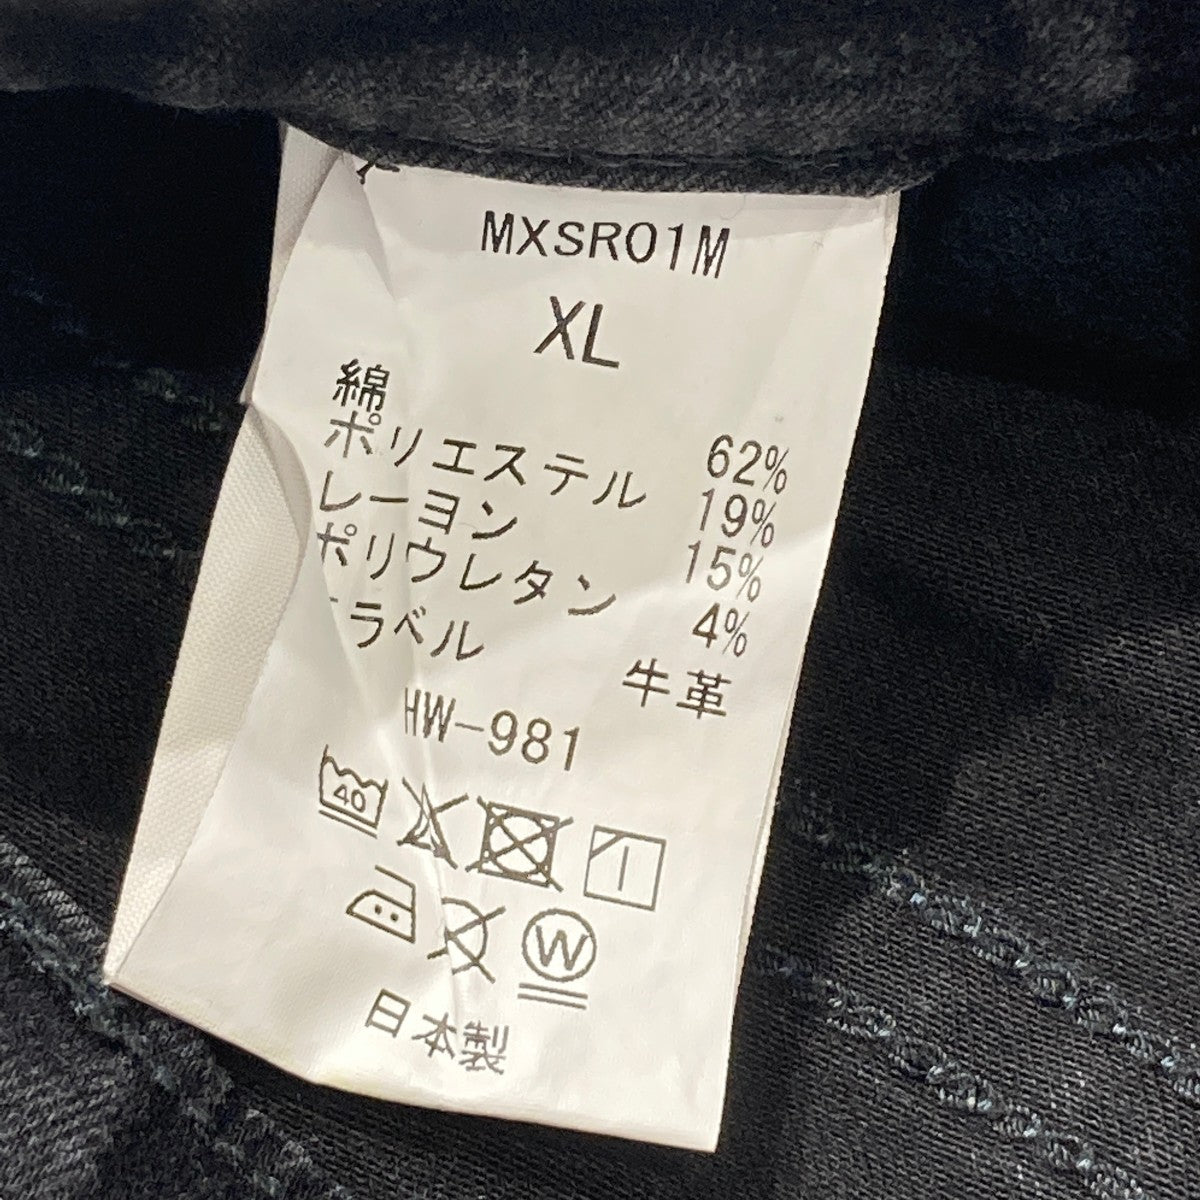 MXSR01M
XL
綿 62%
ポリエステル 19%
レーヨン 15%
ポリウレタン 4%
ラベル 牛革
HW-981
40
W
日本製